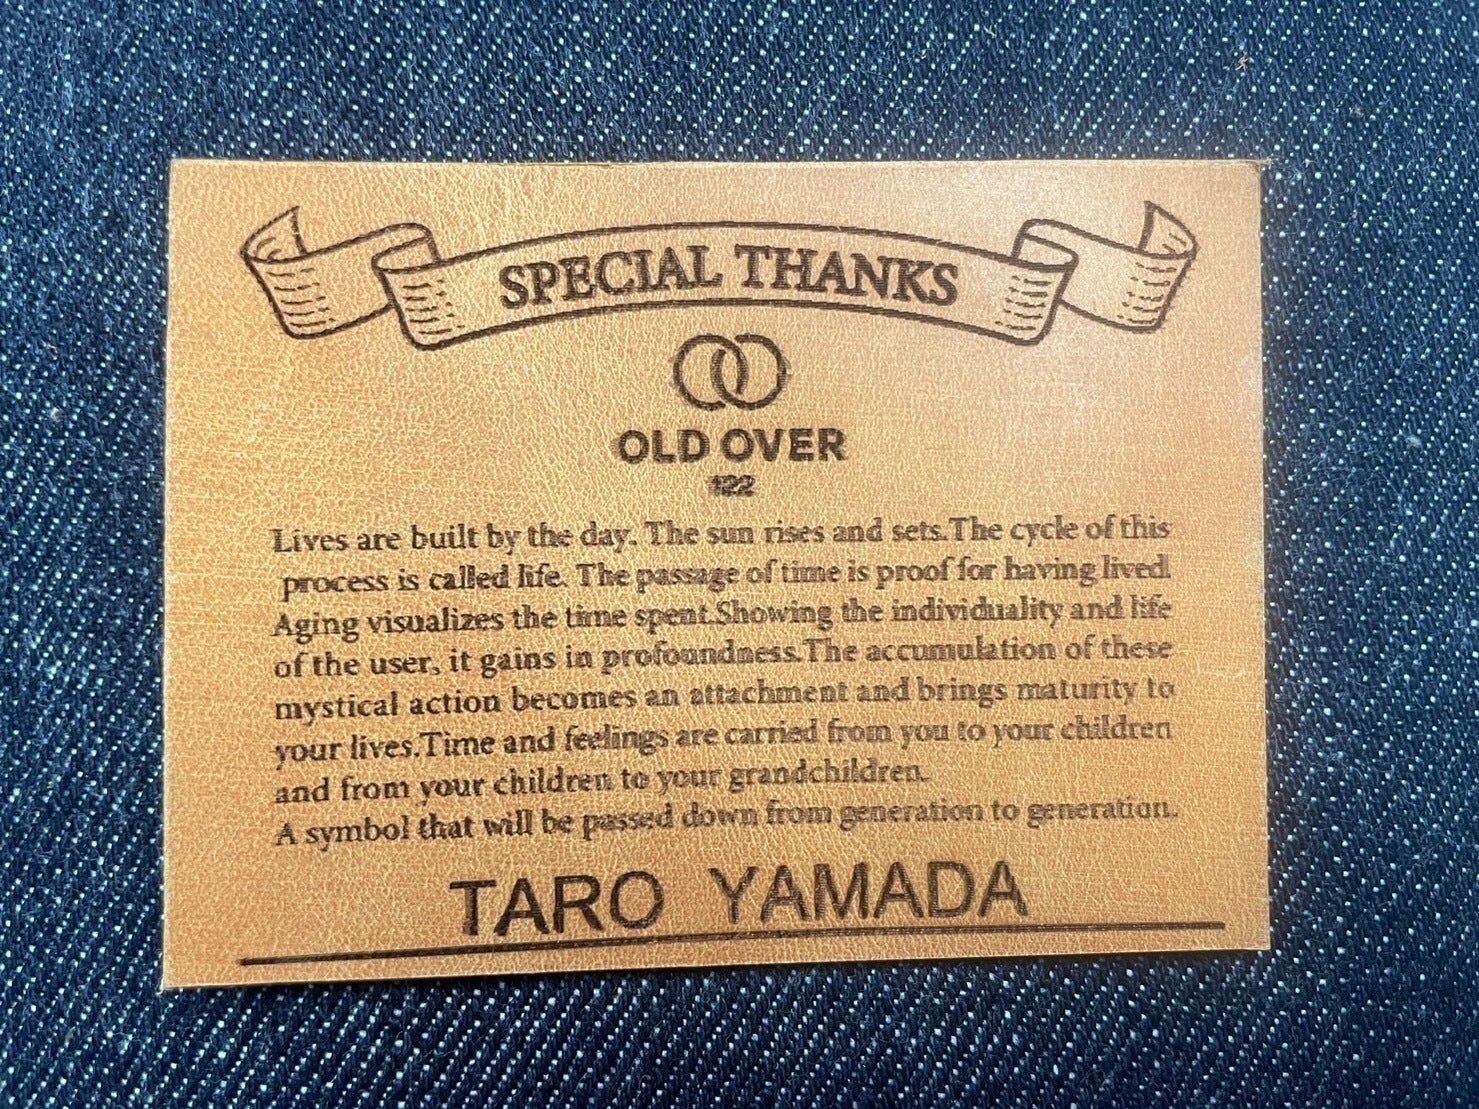 SPECIAL THANKS
OLD OVER
122
Lives are built by the day. The sun rises and sets.The cycle of this
process is called life. The passage of time is proof for having lived.
Aging visualizes the time spent.Showing the individuality and life
of the user, it gains in profoundness.The accumulation of these
mystical action becomes an attachment and brings maturity to
your lives.Time and feelings are carried from you to your children
and from your children to your grandchildren.
A symbol that will be passed down from generation to generation.
TARO YAMADA